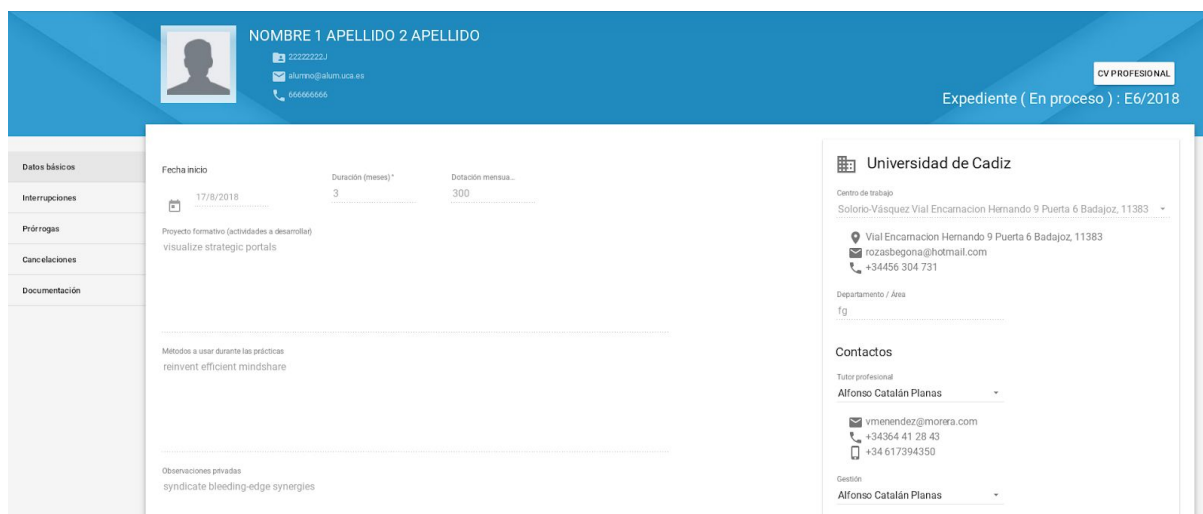 NOMBRE 1 APELLIDO 2 APELLIDO
22222222J
alumno@alum.uca.es
666666666
CV PROFESIONAL
Expediente ( En proceso ) : E6/2018
Datos básicos
Interrupciones
Prórrogas
Cancelaciones
Documentación
Fecha inicio
17/8/2018
Duración (meses) *
3
Dotación mensua...
300
Proyecto formativo (actividades a desarrollar)
visualize strategic portals
Métodos a usar durante las prácticas
reinvent efficient mindshare
Observaciones privadas
syndicate bleeding-edge synergies
Universidad de Cadiz
Centro de trabajo
Solorio-Vásquez Vial Encarnacion Hernando 9 Puerta 6 Badajoz, 11383
Vial Encarnacion Hernando 9 Puerta 6 Badajoz, 11383
rozasbegona@hotmail.com
+34456 304 731
Departamento / Área
fg
Contactos
Tutor profesional
Alfonso Catalán Planas
vmenendez@morera.com
+34364 41 28 43
+34 617394350
Gestión
Alfonso Catalán Planas